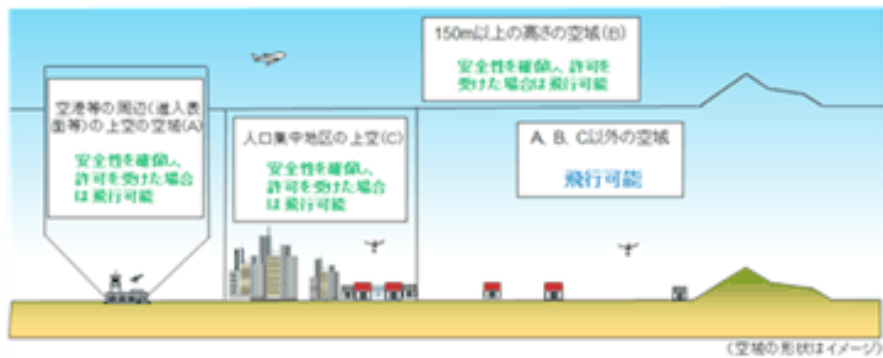 150m以上の高さの空域(B)
安全性を確保し、許可を
受けた場合は飛行可能
空港等の周辺(進入表
面等)の上空の空域(A)
安全性を確保し、
許可を受けた場合
は飛行可能
人口集中地区の上空(C)
安全性を確保し、
許可を受けた場合
は飛行可能
A、B、C以外の空域
飛行可能
(空域の形状はイメージ)